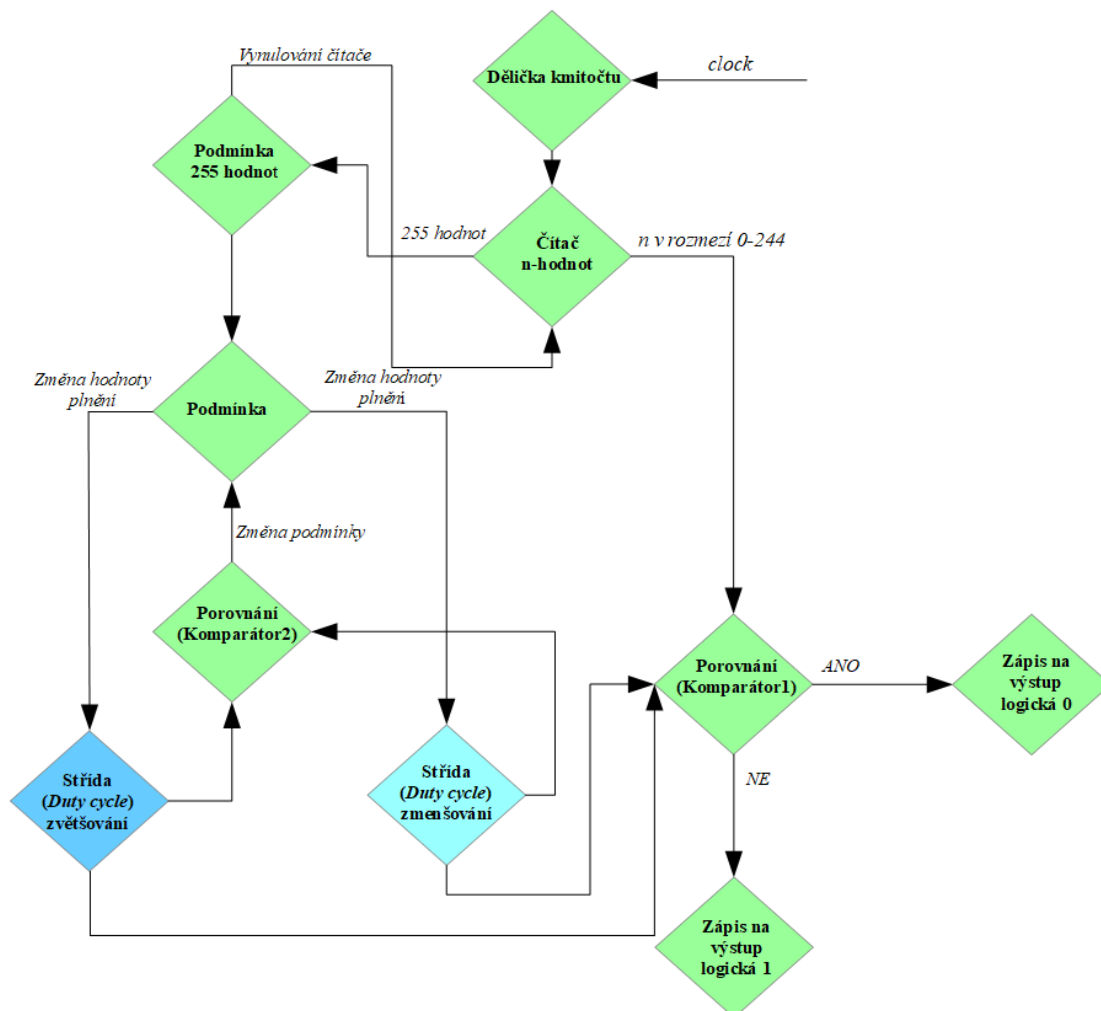 Vynulování čítače
clock
Dělička kmitočtu
Podmínka
255 hodnot
255 hodnot
Čítač
n-hodnot
n v rozmezí 0-244
Změna hodnoty
plnění
Podmínka
Změna hodnoty
plnění
Změna podmínky
Porovnání
(Komparátor2)
Porovnání
(Komparátor1)
ANO
Zápis na
výstup
logická 0
Střída
(Duty cycle)
zvětšování
Střída
(Duty cycle)
zmenšování
NE
Zápis na
výstup
logická 1